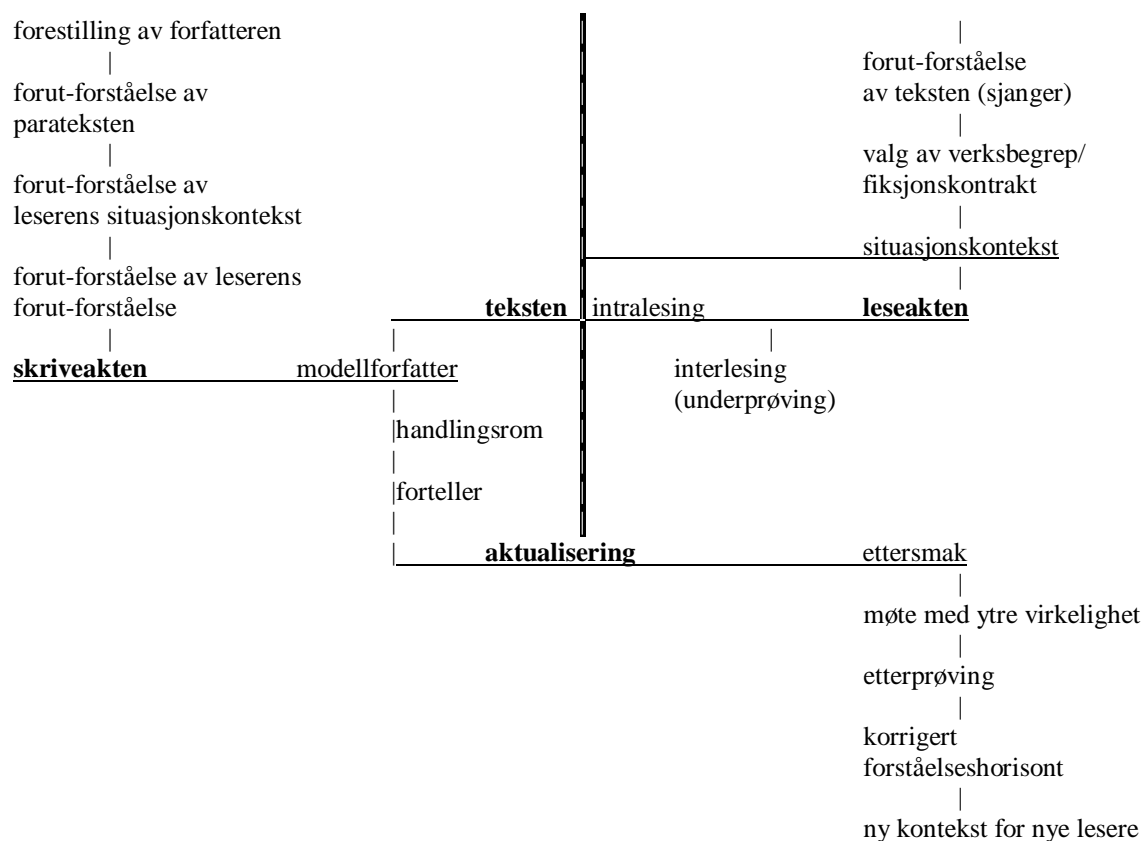 forestilling av forfatteren
forut-forståelse
forut-forståelse av
av teksten (sjanger)
parateksten
valg av verksbegrep/
forut-forståelse av
fiksjonskontrakt
leserens situasjonskontekst
situasjonskontekst
forut-forståelse av leserens
forut-forståelse
teksten intralesing leseakten
skriveakten modellforfatter interlesing
(underprøving)
handlingsrom
forteller
aktualisering ettersmak
møte med ytre virkelighet
etterprøving
korrigert
forståelseshorisont
ny kontekst for nye lesere